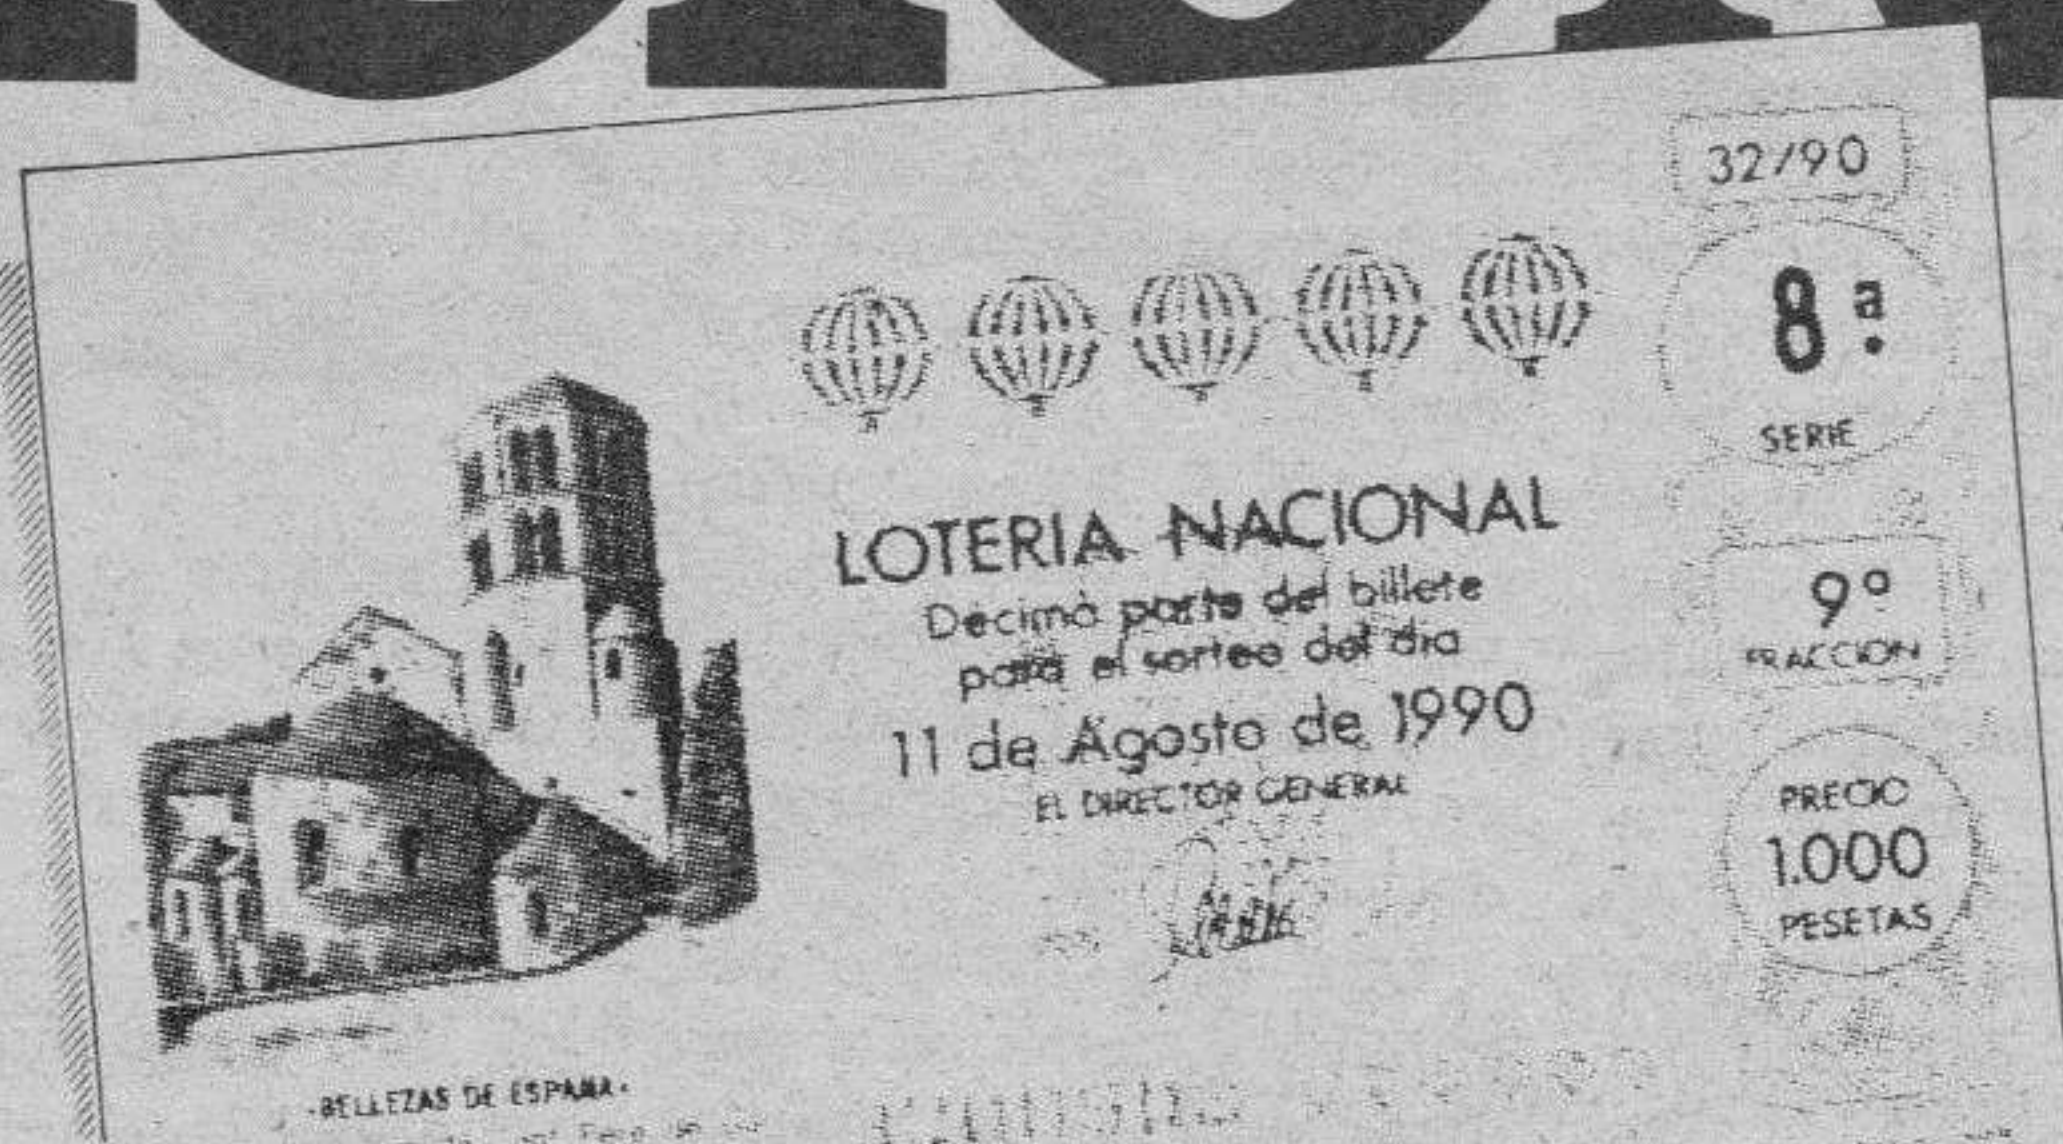 32/90
8ª
SERIE
LOTERIA NACIONAL
Décima parte del billete
para el sorteo del día
11 de Agosto de 1990
EL DIRECTOR GENERAL
9º
FRACCION
PRECIO
1.000
PESETAS
·BELLEZAS DE ESPAÑA·